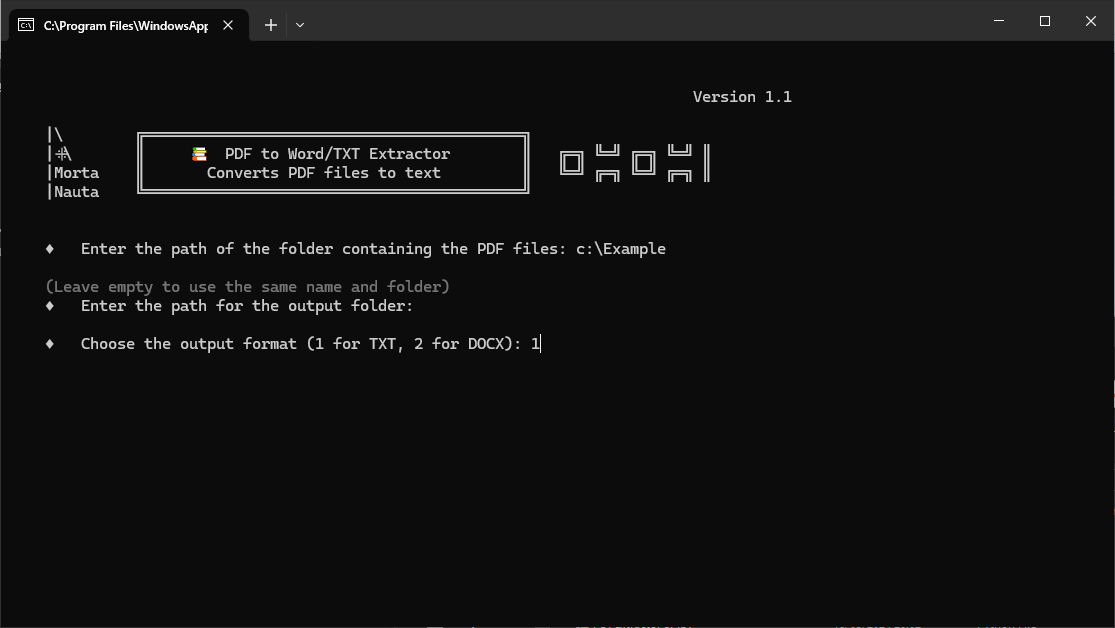 C:\Program Files\WindowsApp
Version 1.1
Morta
Nauta
PDF to Word/TXT Extractor
Converts PDF files to text
♦ Enter the path of the folder containing the PDF files: c:\Example
(Leave empty to use the same name and folder)
♦ Enter the path for the output folder:
♦ Choose the output format (1 for TXT, 2 for DOCX): 1